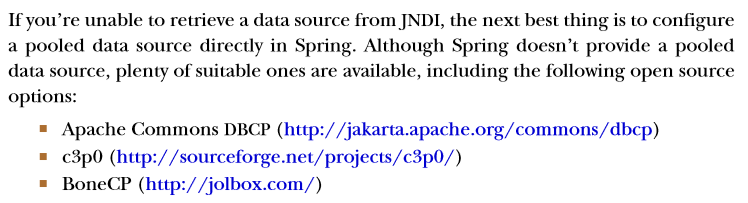 If you’re unable to retrieve a data source from JNDI, the next best thing is to configure
a pooled data source directly in Spring. Although Spring doesn’t provide a pooled
data source, plenty of suitable ones are available, including the following open source
options:
■ Apache Commons DBCP (http://jakarta.apache.org/commons/dbcp)
■ c3p0 (http://sourceforge.net/projects/c3p0/)
■ BoneCP (http://jolbox.com/)